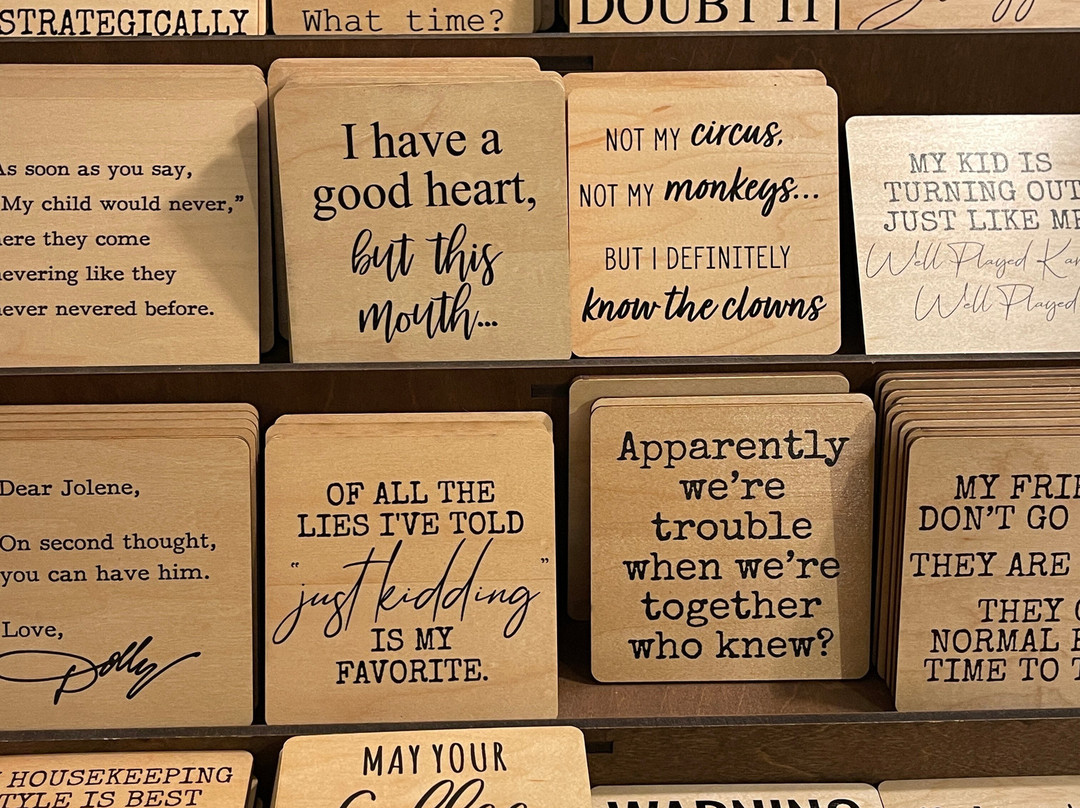 STRATEGICALLY
What time?
DOUBT IT
As soon as you say,
"My child would never,"
here they come
nevering like they
never nevered before.
I have a
good heart,
but this
mouth...
NOT MY circus,
NOT MY monkeys...
BUT I DEFINITELY
know the clowns
MY KID IS
TURNING OUT
JUST LIKE ME
Well Played Kar
Well Played
Dear Jolene,
On second thought,
you can have him.
Love,
Dolly
OF ALL THE
LIES I'VE TOLD
"just kidding"
IS MY
FAVORITE.
Apparently
we're
trouble
when we're
together
who knew?
MY FRIE
DON'T GO
THEY ARE
THEY
NORMAL
TIME TO
HOUSEKEEPING
STYLE IS BEST
MAY YOUR
Coffee
WARNING